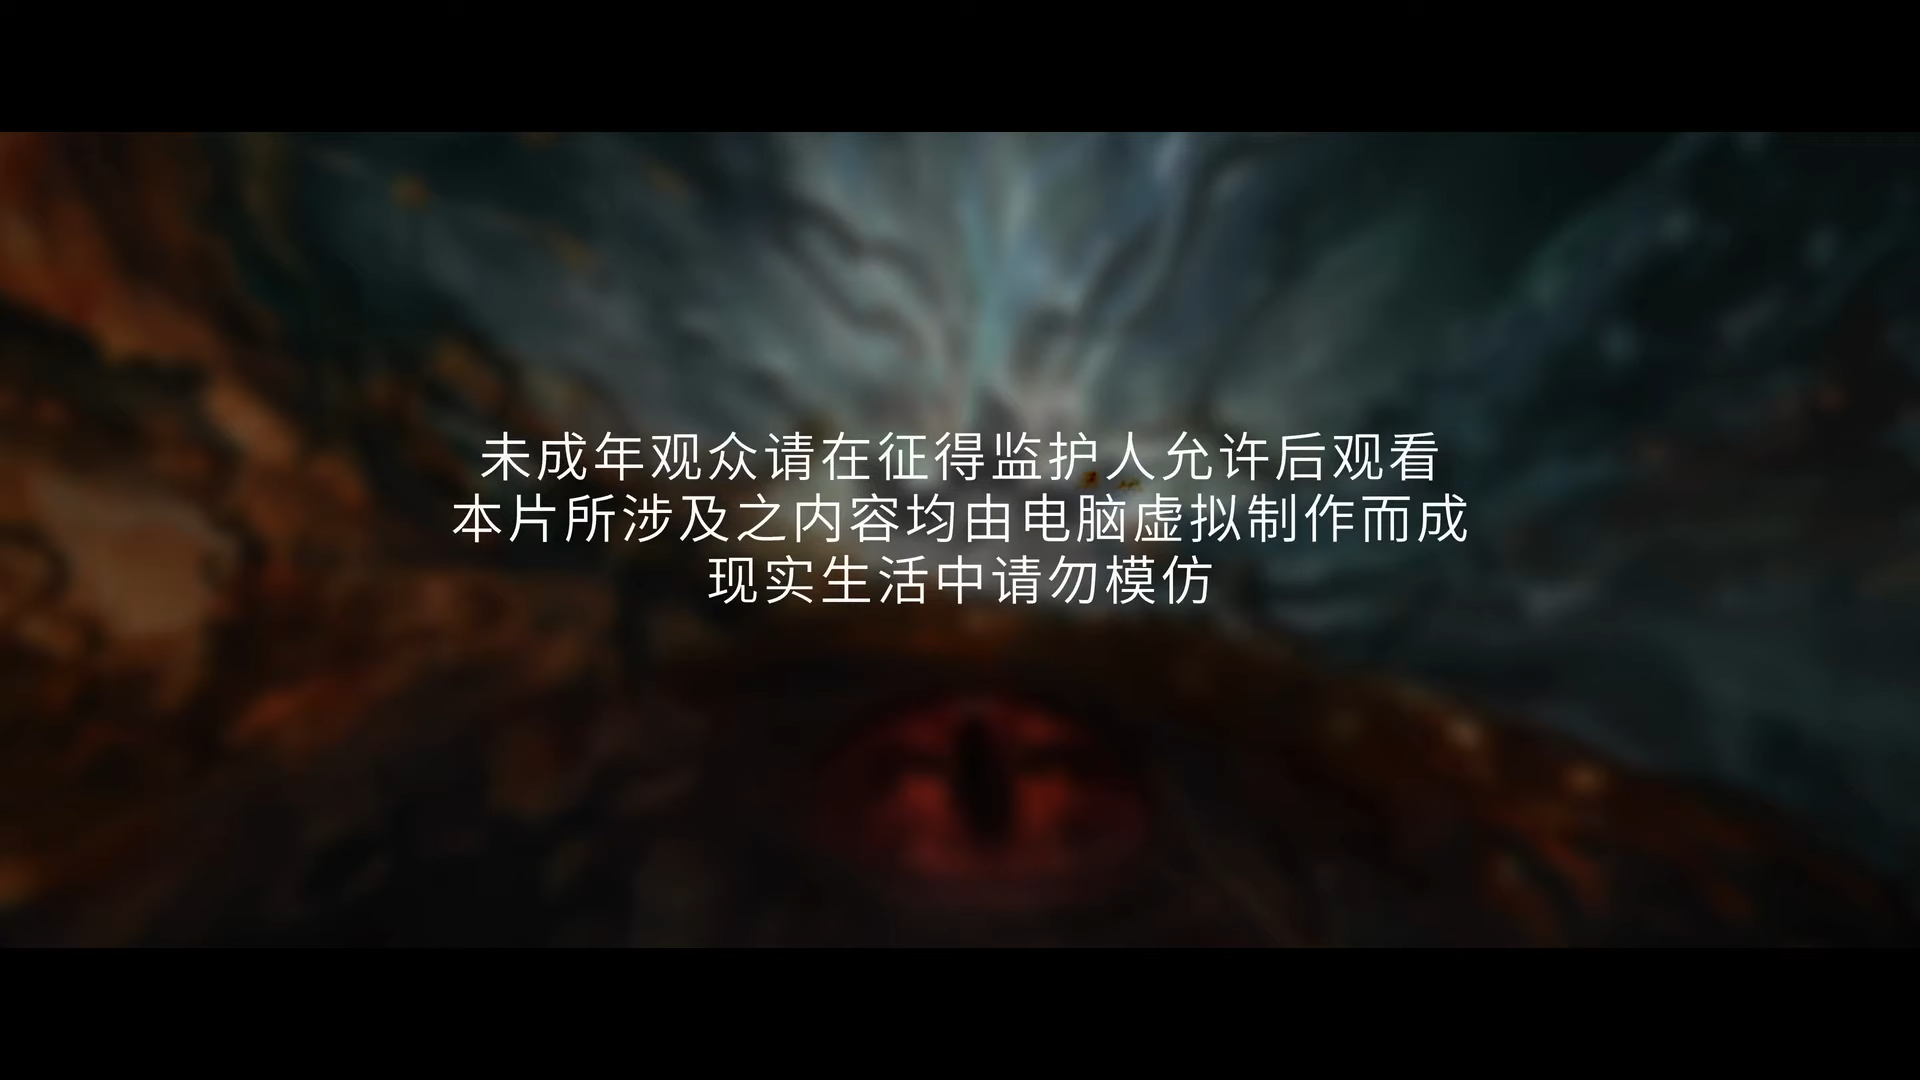 未成年观众请在征得监护人允许后观看
本片所涉及之内容均由电脑虚拟制作而成
现实生活中请勿模仿